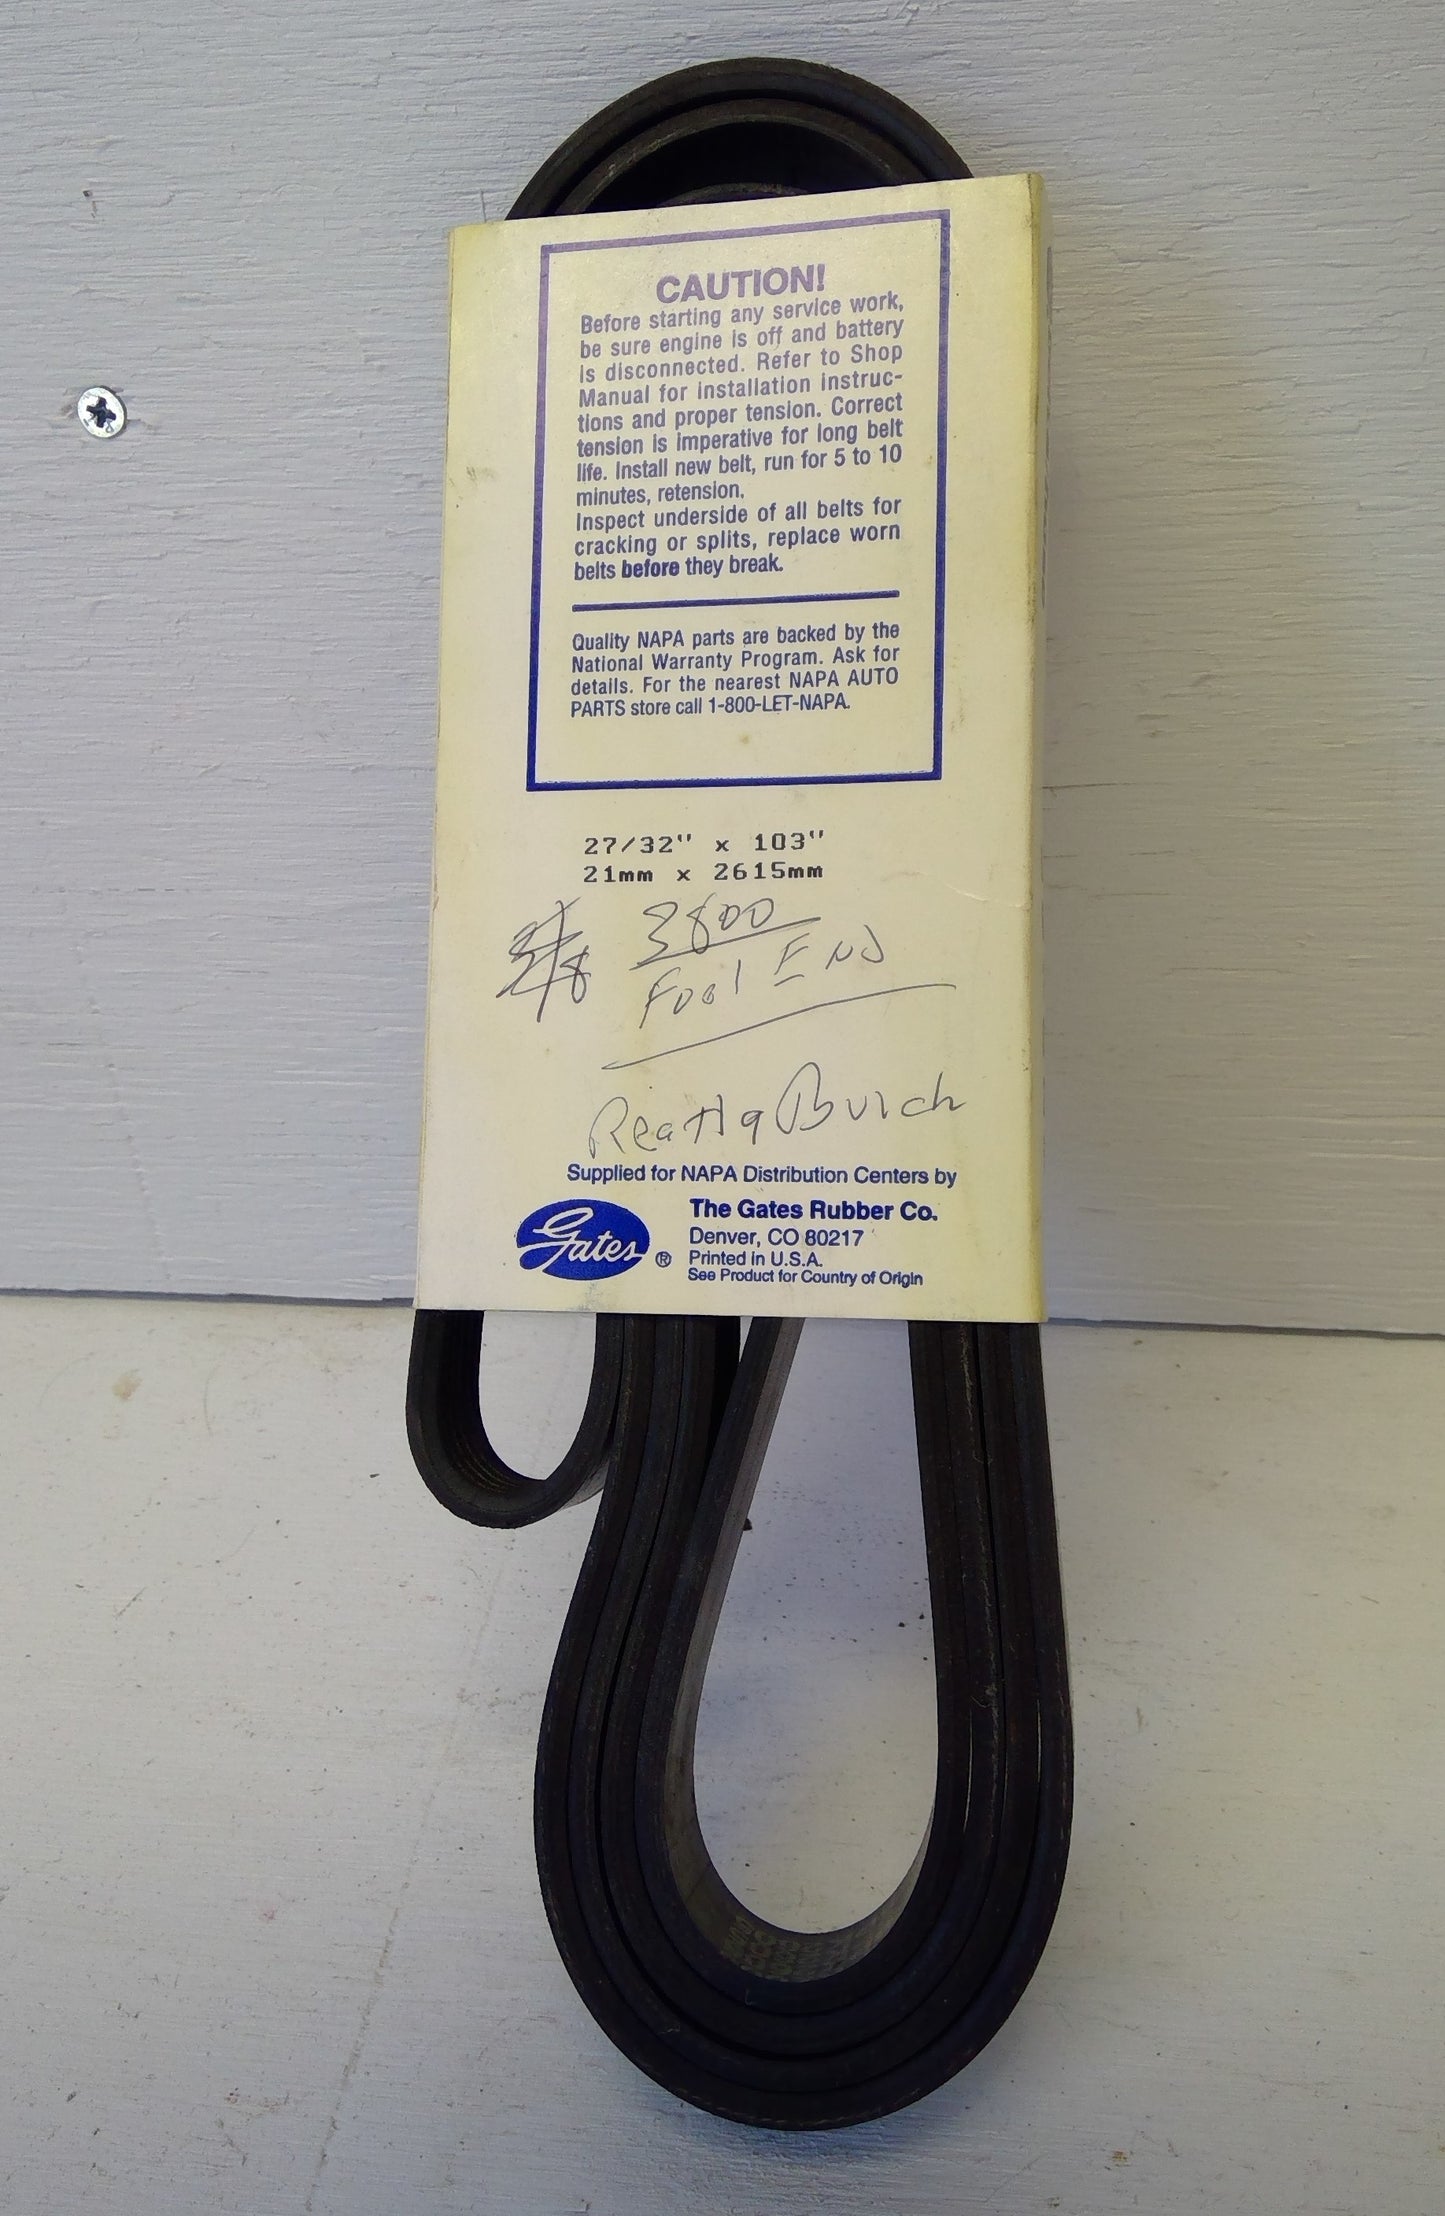 CAUTION!
Before starting any service work,
be sure engine is off and battery
is disconnected. Refer to Shop
Manual for installation instruc-
tions and proper tension. Correct
tension is imperative for long belt
life. Install new belt, run for 5 to 10
minutes, retension.
Inspect underside of all belts for
cracking or splits, replace worn
belts before they break.
Quality NAPA parts are backed by the
National Warranty Program. Ask for
details. For the nearest NAPA AUTO
PARTS store call 1-800-LET-NAPA.
27/32" x 103"
21mm x 2615mm
3800
End
Supplied for NAPA Distribution Centers by
Gates ®
The Gates Rubber Co.
Denver, CO 80217
Printed in U.S.A.
See Product for Country of Origin